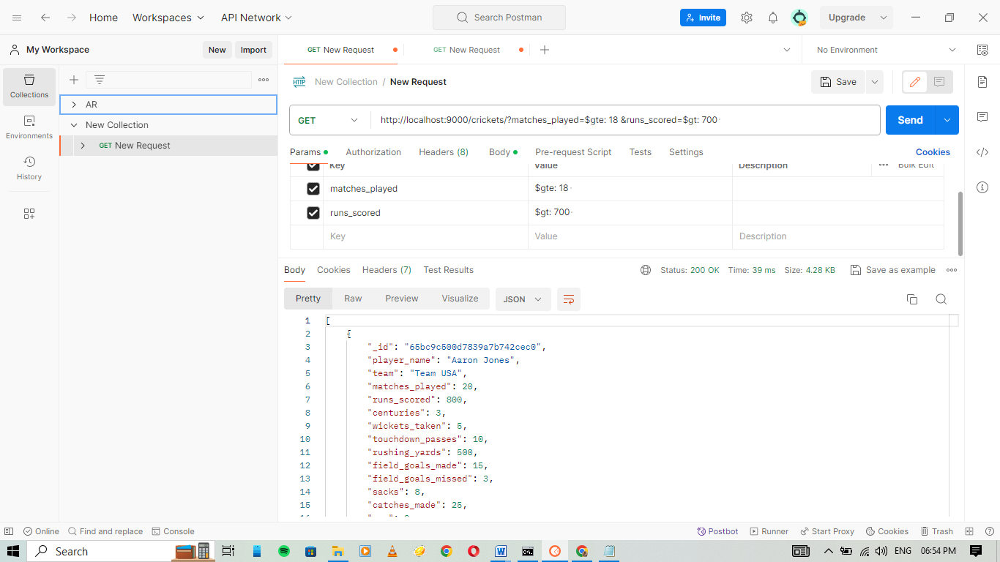 Home Workspaces API Network Search Postman Invite Upgrade
My Workspace New Import GET New Request GET New Request No Environment
Collections
Environments
History
AR
New Collection
GET New Request
HTTP New Collection / New Request Save
GET http://localhost:9000/crickets/?matches_played=$gte: 18 &runs_scored=$gt: 700 Send
Params Authorization Headers (8) Body Pre-request Script Tests Settings Cookies
Key Value Description Bulk Edit
matches_played $gte: 18
runs_scored $gt: 700
Key Value Description
Body Cookies Headers (7) Test Results Status: 200 OK Time: 39 ms Size: 4.28 KB Save as example
Pretty Raw Preview Visualize JSON
1 [
2 {
3 "_id": "65bc9c500d7839a7b742cec0",
4 "player_name": "Aaron Jones",
5 "team": "Team USA",
6 "matches_played": 20,
7 "runs_scored": 800,
8 "centuries": 3,
9 "wickets_taken": 5,
10 "touchdown_passes": 10,
11 "rushing_yards": 500,
12 "field_goals_made": 15,
13 "field_goals_missed": 3,
14 "sacks": 8,
15 "catches_made": 25,
Online Find and replace Console Postbot Runner Start Proxy Cookies Trash
Search ENG 06:54 PM